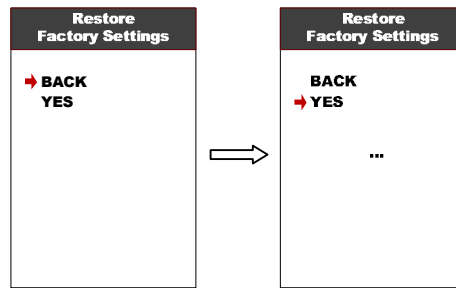 Restore
Factory Settings
BACK
YES
Restore
Factory Settings
BACK
YES
...